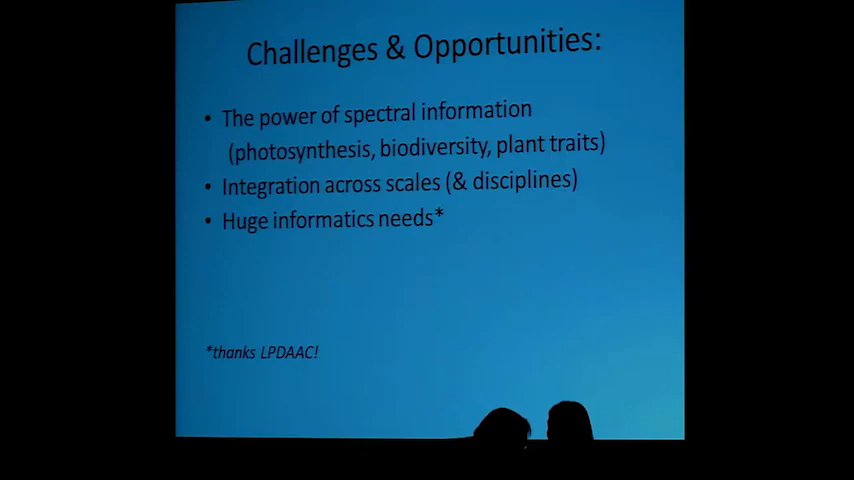 Challenges & Opportunities:
• The power of spectral information
(photosynthesis, biodiversity, plant traits)
• Integration across scales (& disciplines)
• Huge informatics needs*
*thanks LPDAAC!